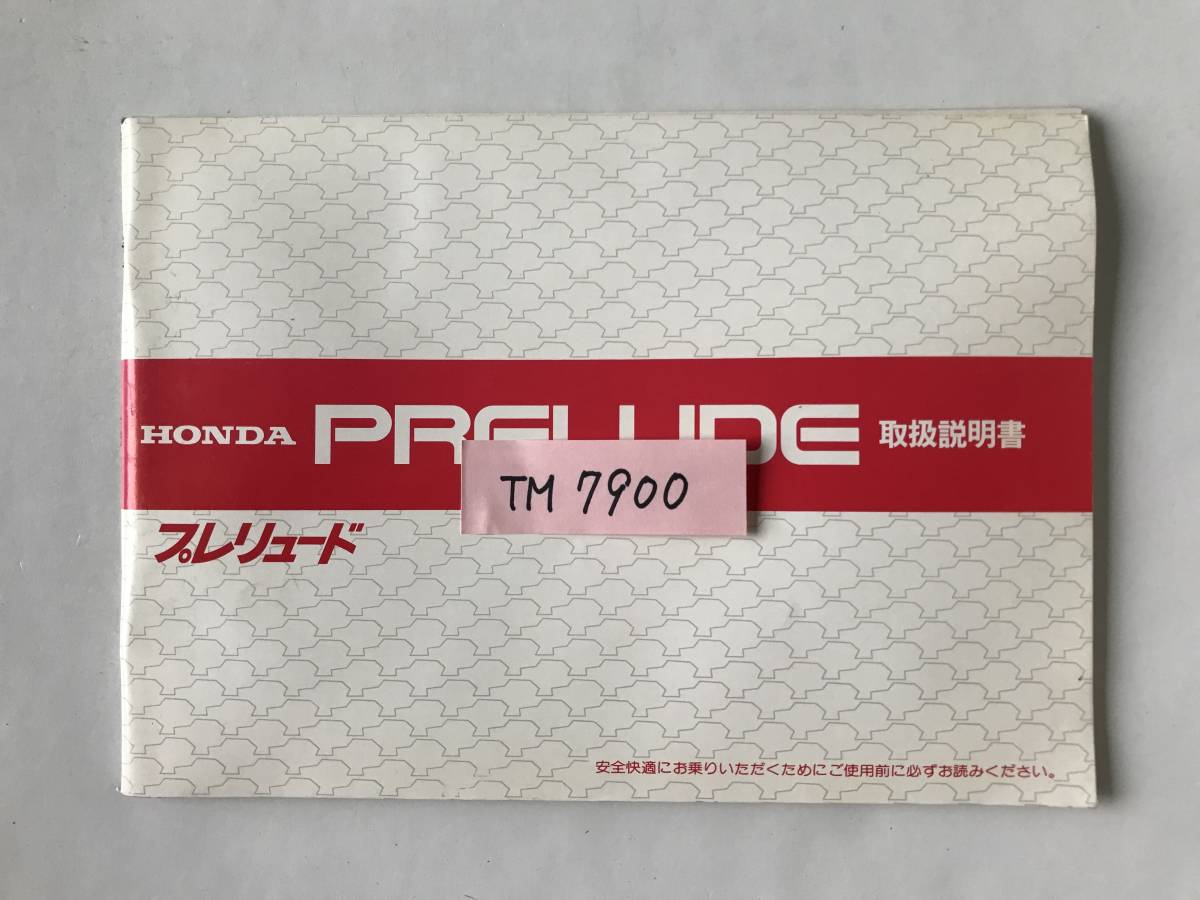 HONDA PRELUDE 取扱説明書
TM 7900
プレリュード
安全快適にお乗りいただくためにご使用前に必ずお読みください。